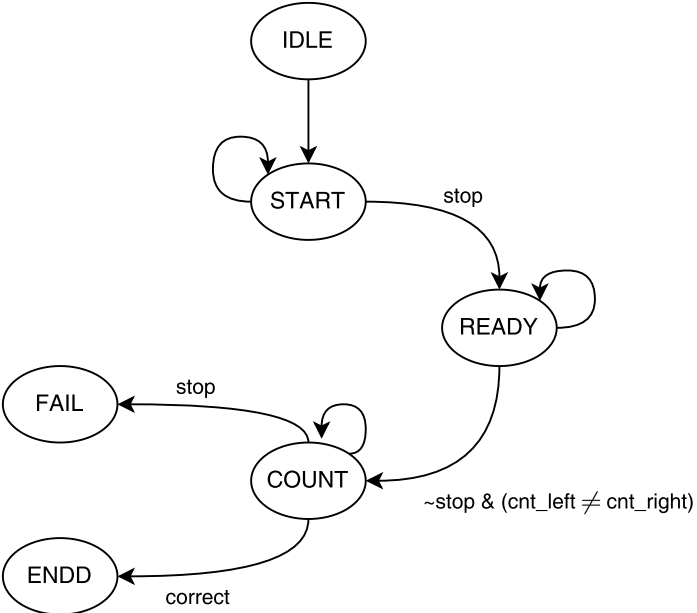 IDLE
START
stop
READY
stop
FAIL
COUNT
~stop & (cnt_left ≠ cnt_right)
ENDD
correct